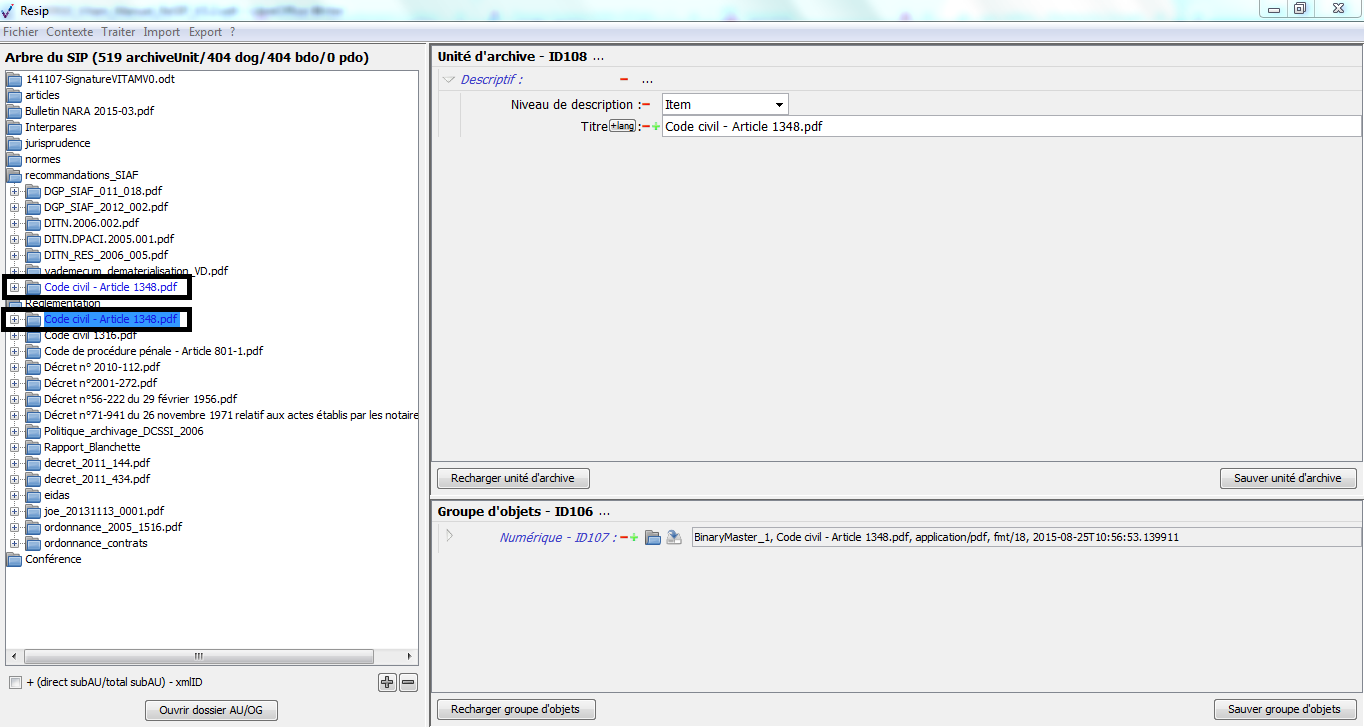 Resip
Fichier Contexte Traiter Import Export ?
Arbre du SIP (519 archiveUnit/404 dog/404 bdo/0 pdo)
141107-SignatureVITAMV0.odt
articles
Bulletin NARA 2015-03.pdf
Interpares
jurisprudence
normes
recommandations_SIAF
DGP_SIAF_011_018.pdf
DGP_SIAF_2012_002.pdf
DITN.2006.002.pdf
DITN.DPACI.2005.001.pdf
DITN_RES_2006_005.pdf
vademecum_dematerialisation_VD.pdf
Code civil - Article 1348.pdf
Réglementation
Code civil - Article 1348.pdf
Code civil 1316.pdf
Code de procédure pénale - Article 801-1.pdf
Décret n° 2010-112.pdf
Décret n°2001-272.pdf
Décret n°56-222 du 29 février 1956.pdf
Décret n°71-941 du 26 novembre 1971 relatif aux actes établis par les notaire
Politique_archivage_DCSSI_2006
Rapport_Blanchette
decret_2011_144.pdf
decret_2011_434.pdf
eidas
joe_20131113_0001.pdf
ordonnance_2005_1516.pdf
ordonnance_contrats
Conférence
+ (direct subAU/total subAU) - xmlID
Ouvrir dossier AU/OG
Unité d'archive - ID108 ...
Descriptif : ...
Niveau de description : Item
Titre +lang : Code civil - Article 1348.pdf
Recharger unité d'archive
Sauver unité d'archive
Groupe d'objets - ID106 ...
Numérique - ID107 : BinaryMaster_1, Code civil - Article 1348.pdf, application/pdf, fmt/18, 2015-08-25T10:56:53.139911
Recharger groupe d'objets
Sauver groupe d'objets